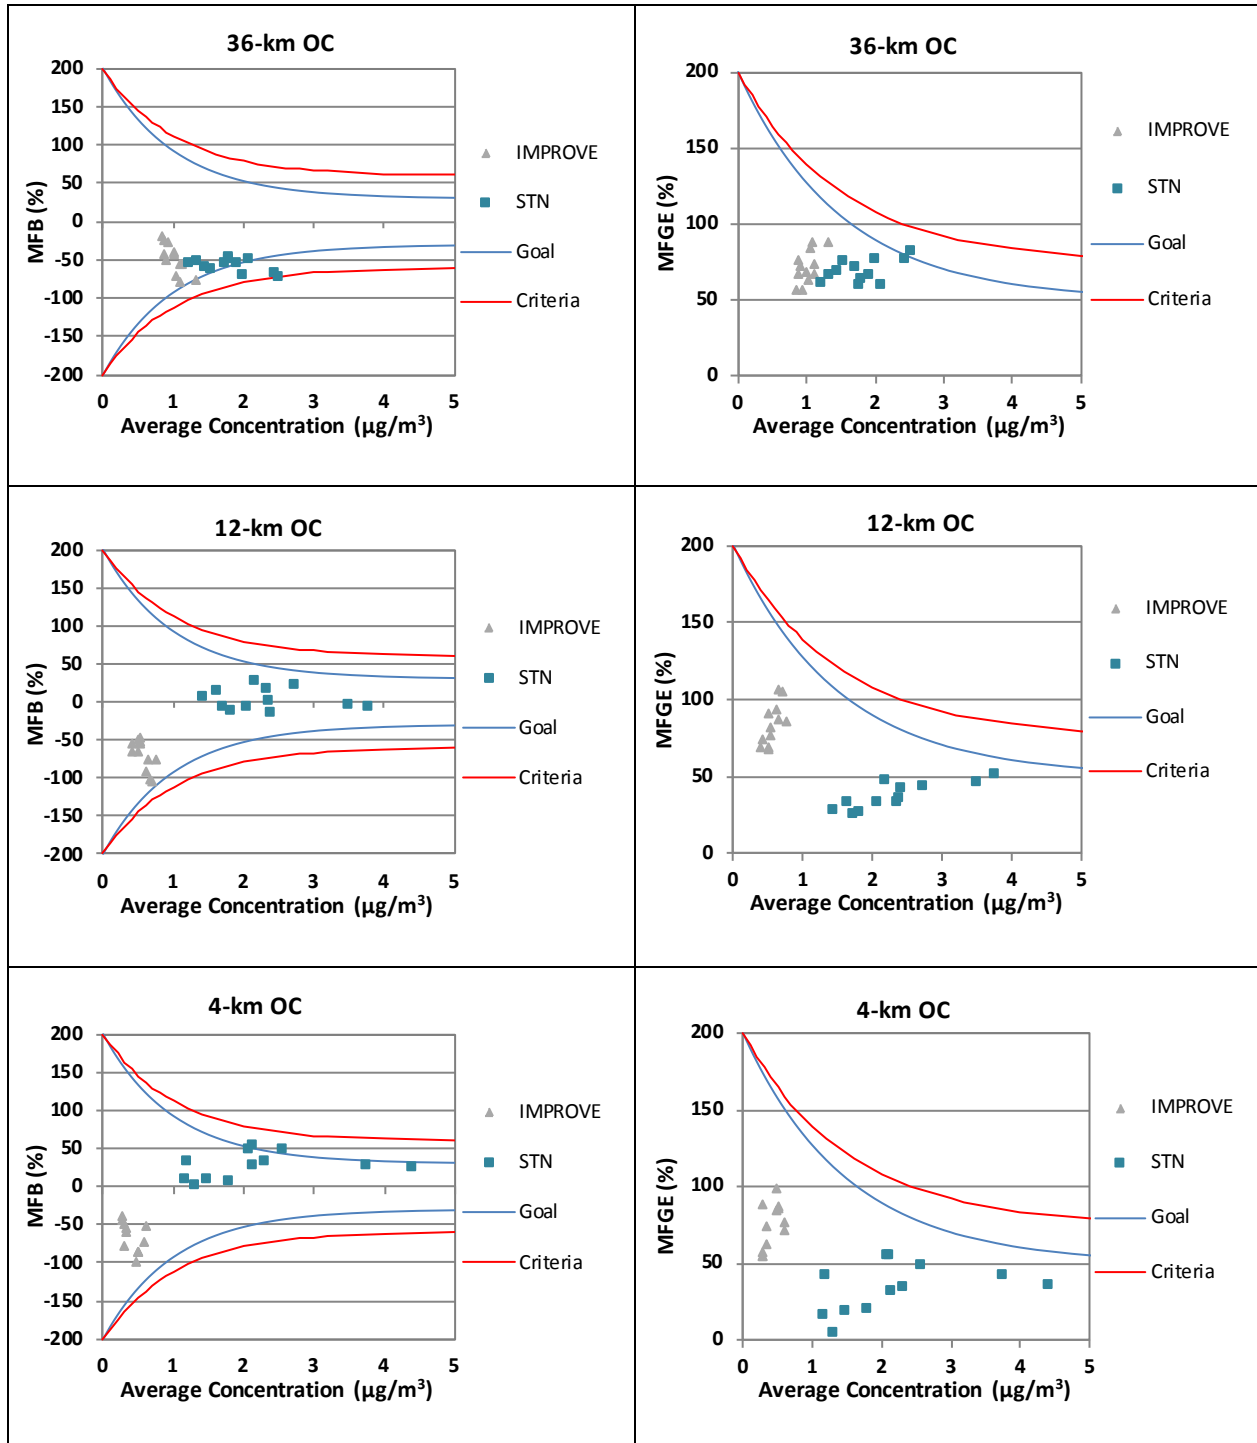 36-km OC
200
150
100
50
0
-50
-100
-150
-200
MFB (%)
0 1 2 3 4 5
Average Concentration (µg/m³)
IMPROVE
STN
Goal
Criteria
36-km OC
200
150
100
50
0
MFGE (%)
0 1 2 3 4 5
Average Concentration (µg/m³)
IMPROVE
STN
Goal
Criteria
12-km OC
200
150
100
50
0
-50
-100
-150
-200
MFB (%)
0 1 2 3 4 5
Average Concentration (µg/m³)
IMPROVE
STN
Goal
Criteria
12-km OC
200
150
100
50
0
MFGE (%)
0 1 2 3 4 5
Average Concentration (µg/m³)
IMPROVE
STN
Goal
Criteria
4-km OC
200
150
100
50
0
-50
-100
-150
-200
MFB (%)
0 1 2 3 4 5
Average Concentration (µg/m³)
IMPROVE
STN
Goal
Criteria
4-km OC
200
150
100
50
0
MFGE (%)
0 1 2 3 4 5
Average Concentration (µg/m³)
IMPROVE
STN
Goal
Criteria